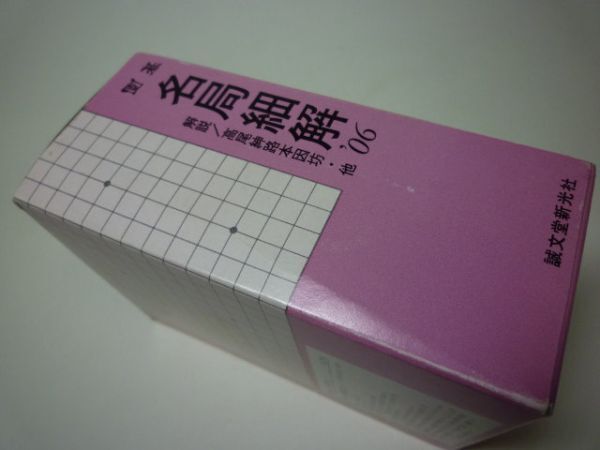 囲碁
名局細解'06
解説/高尾紳路本因坊・他
誠文堂新光社